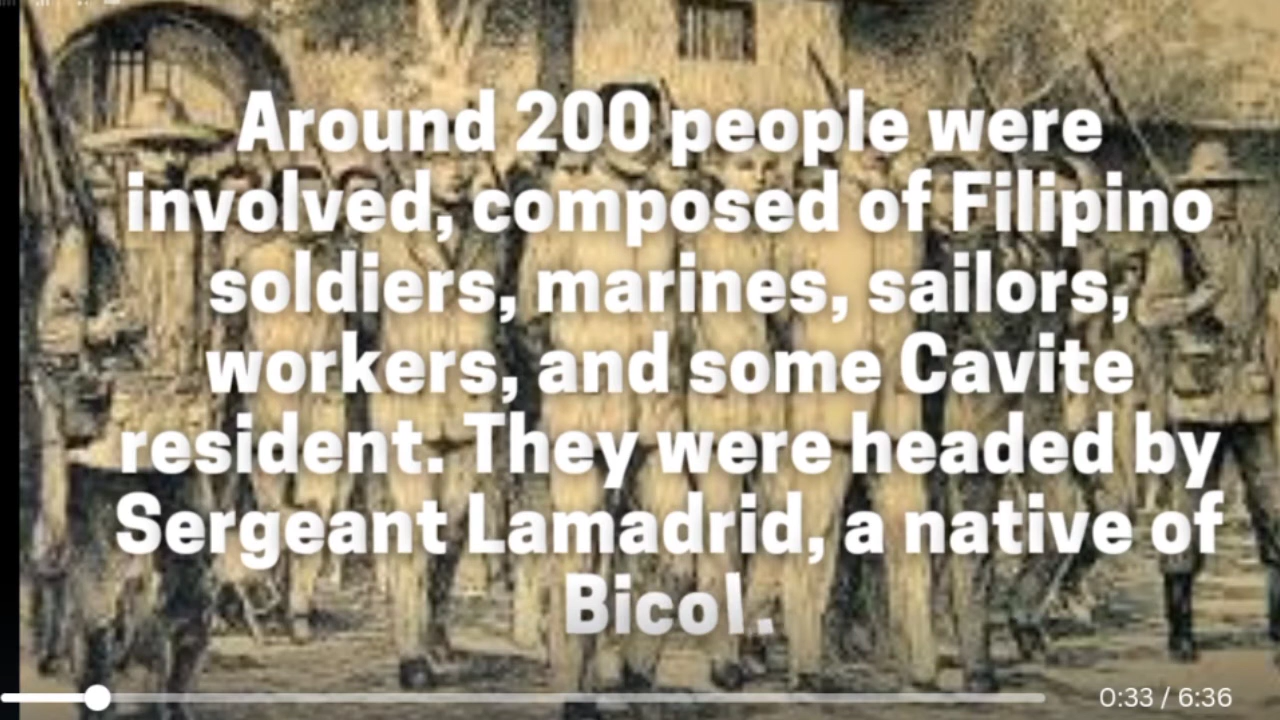 Around 200 people were
involved, composed of Filipino
soldiers, marines, sailors,
workers, and some Cavite
resident. They were headed by
Sergeant Lamadrid, a native of
Bicol.
0:33 / 6:36